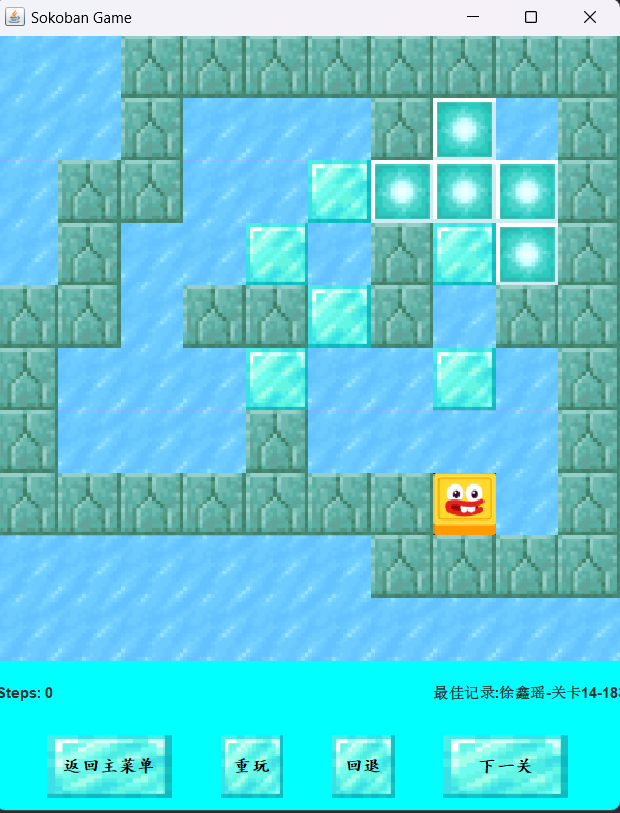 Sokoban Game
Steps: 0
最佳记录:徐鑫瑶-关卡14-183
返回主菜单
重玩
回退
下一关